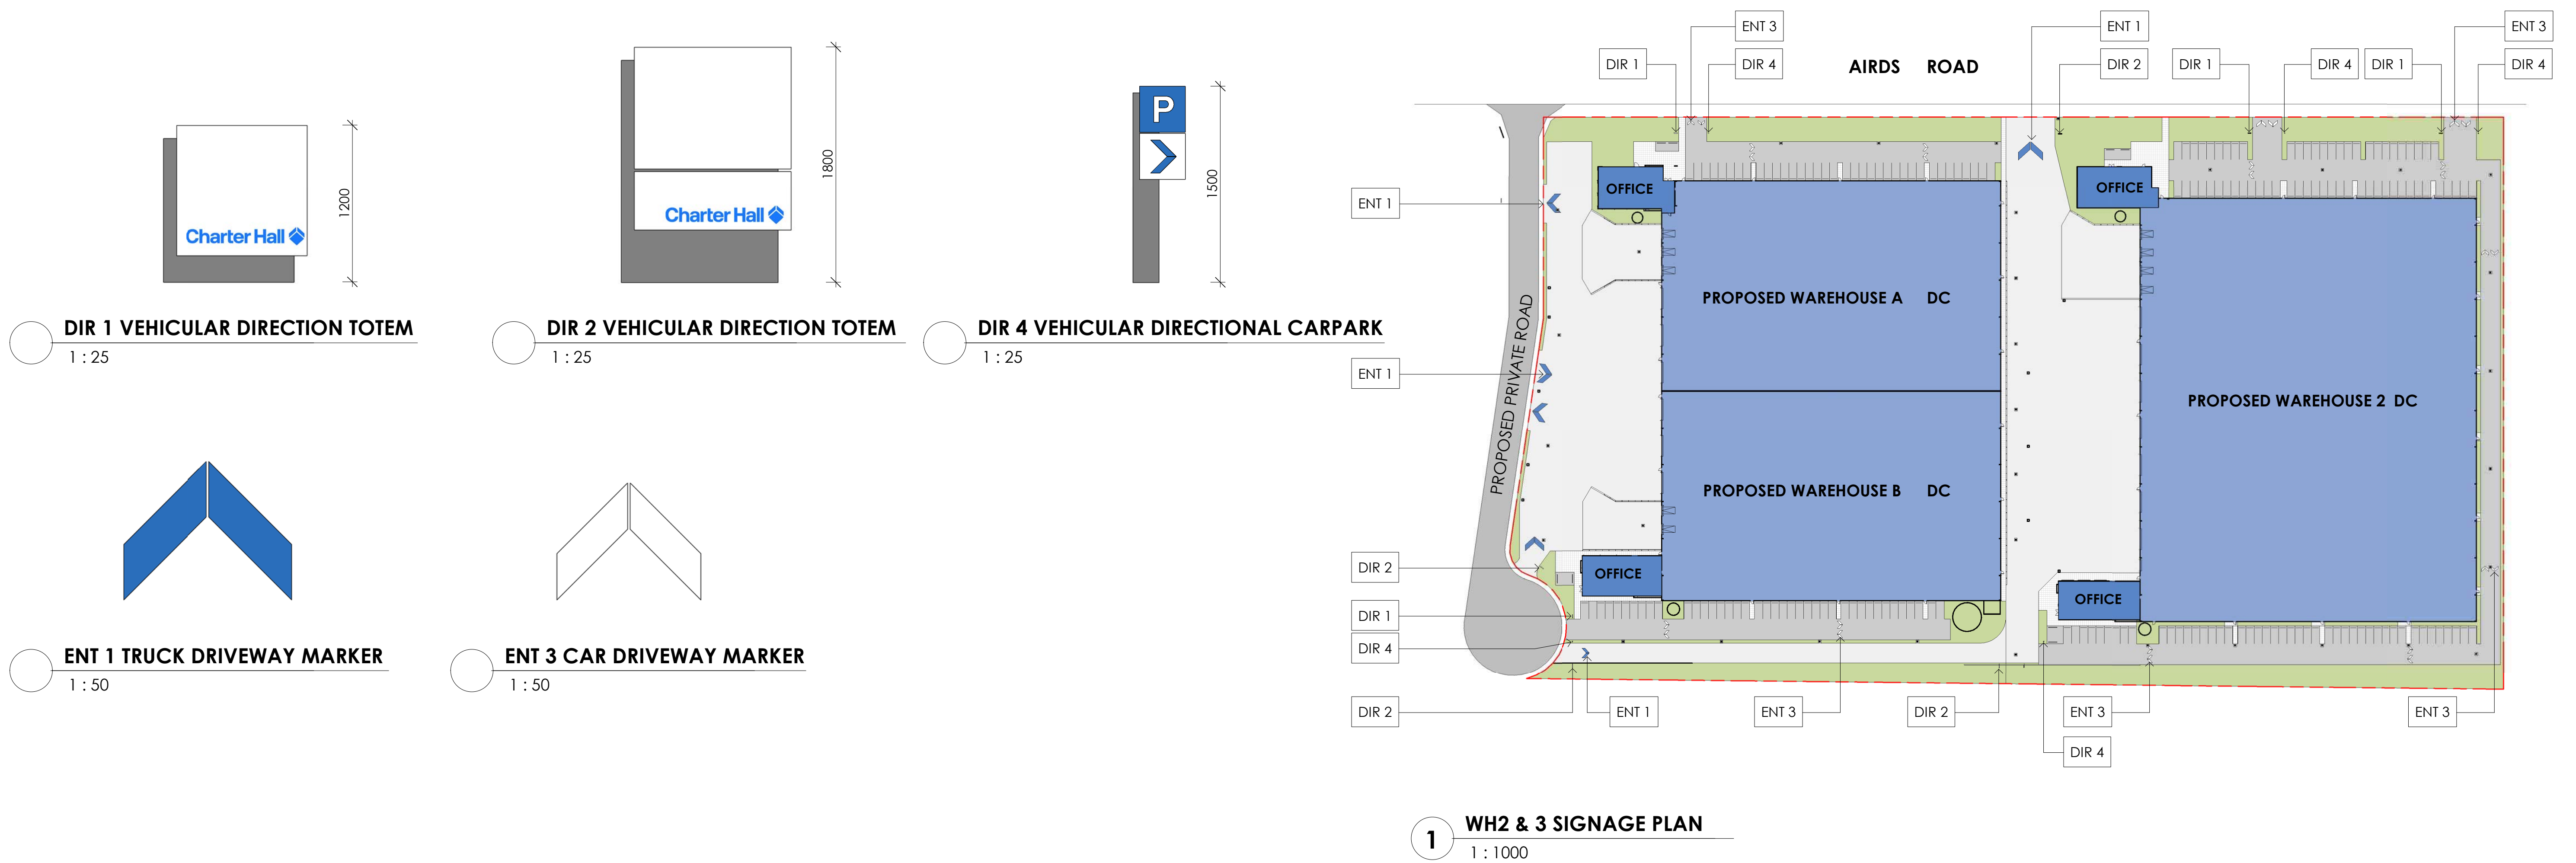 Charter Hall
1200
DIR 1 VEHICULAR DIRECTION TOTEM
1 : 25
Charter Hall
1800
DIR 2 VEHICULAR DIRECTION TOTEM
1 : 25
P
1500
DIR 4 VEHICULAR DIRECTIONAL CARPARK
1 : 25
ENT 1 TRUCK DRIVEWAY MARKER
1 : 50
ENT 3 CAR DRIVEWAY MARKER
1 : 50
ENT 3
ENT 1
ENT 3
DIR 1
DIR 4
AIRDS ROAD
DIR 2
DIR 1
DIR 4
DIR 1
DIR 4
OFFICE
OFFICE
ENT 1
PROPOSED WAREHOUSE A DC
PROPOSED PRIVATE ROAD
ENT 1
PROPOSED WAREHOUSE 2 DC
PROPOSED WAREHOUSE B DC
DIR 2
OFFICE
OFFICE
DIR 1
DIR 4
DIR 2
ENT 1
ENT 3
DIR 2
ENT 3
ENT 3
DIR 4
1
WH2 & 3 SIGNAGE PLAN
1 : 1000